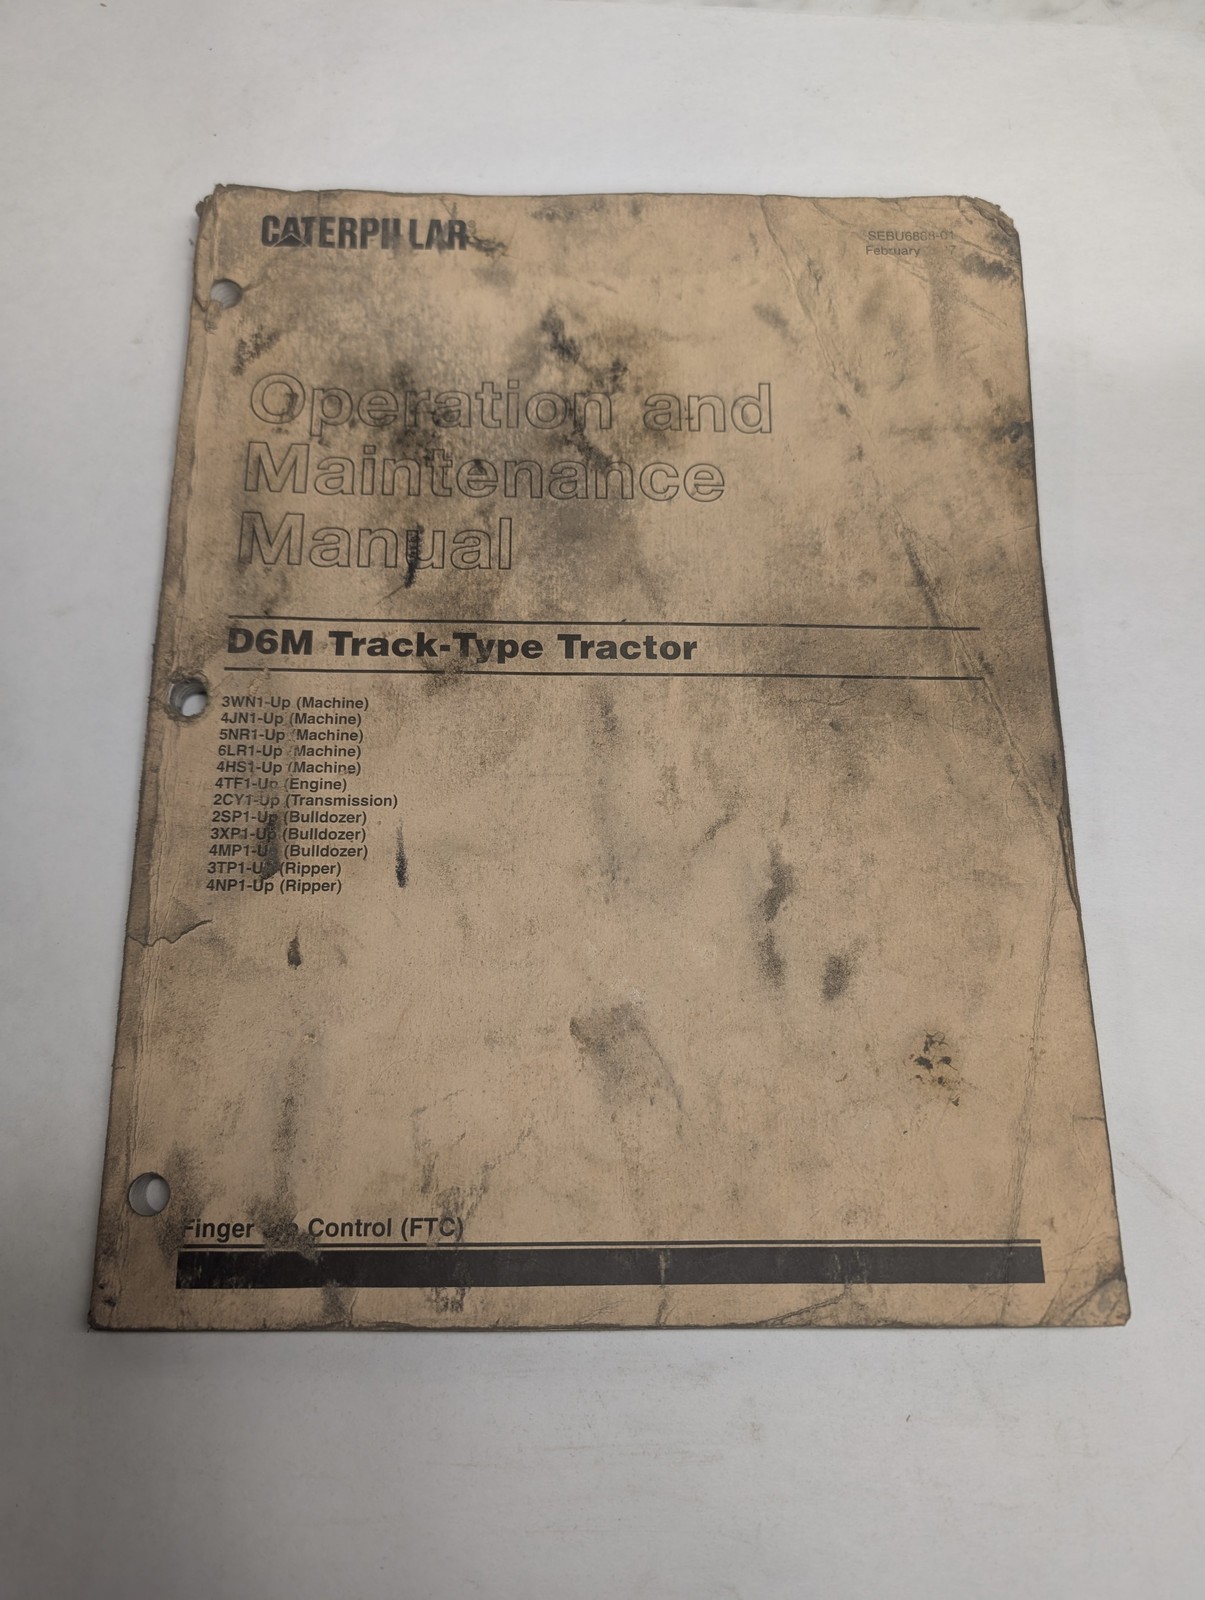 CATERPILLAR
February
Operation and
Maintenance
Manual
D6M Track-Type Tractor
3WN1-Up (Machine)
4JN1-Up (Machine)
5NR1-Up (Machine)
6LR1-Up (Machine)
4HS1-Up (Machine)
4TF1-Up (Engine)
2CY1-Up (Transmission)
2SP1-Up (Bulldozer)
3XP1-Up (Bulldozer)
4MP1-Up (Bulldozer)
3TP1-Up (Ripper)
4NP1-Up (Ripper)
Finger Control (FTC)